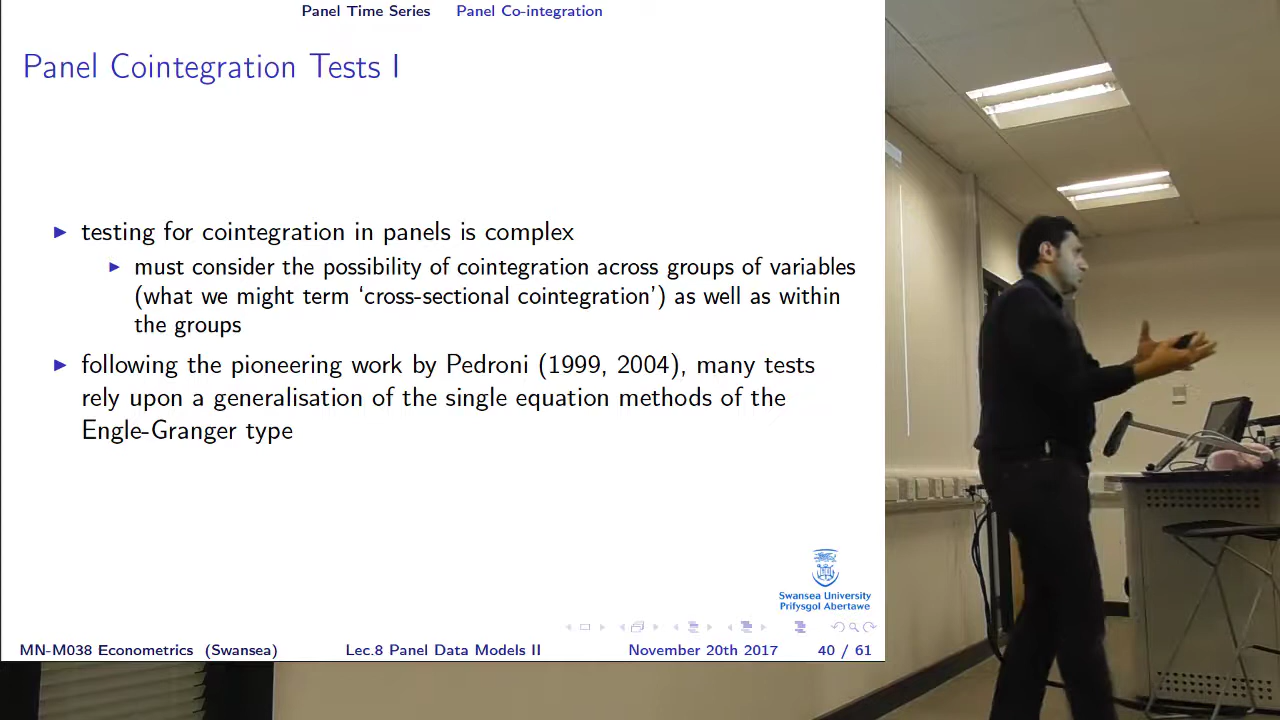 Panel Time Series Panel Co-integration
Panel Cointegration Tests I
testing for cointegration in panels is complex
must consider the possibility of cointegration across groups of variables
(what we might term ‘cross-sectional cointegration’) as well as within
the groups
following the pioneering work by Pedroni (1999, 2004), many tests
rely upon a generalisation of the single equation methods of the
Engle-Granger type
Swansea University
Prifysgol Abertawe
MN-M038 Econometrics (Swansea) Lec.8 Panel Data Models II November 20th 2017 40 / 61